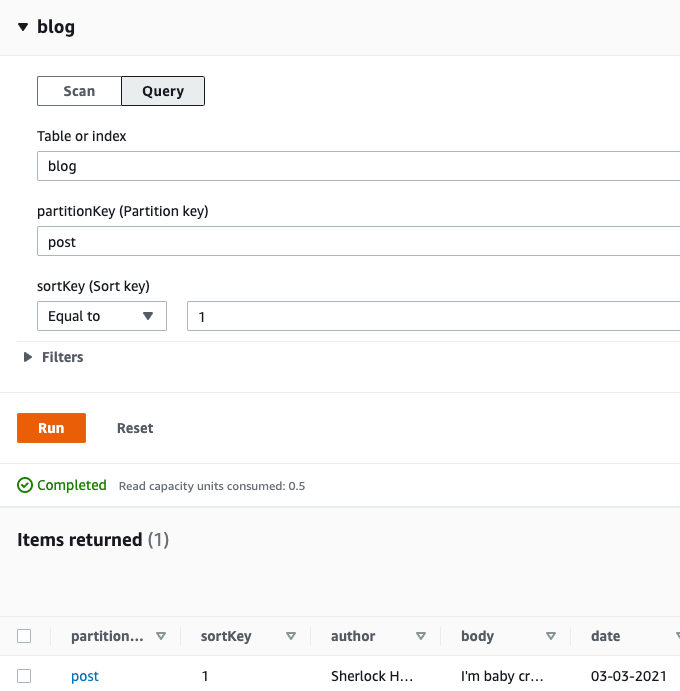 blog
Scan Query
Table or index
blog
partitionKey (Partition key)
post
sortKey (Sort key)
Equal to 1
Filters
Run Reset
Completed Read capacity units consumed: 0.5
Items returned (1)
partition... sortKey author body date
post 1 Sherlock H... I'm baby cr... 03-03-2021